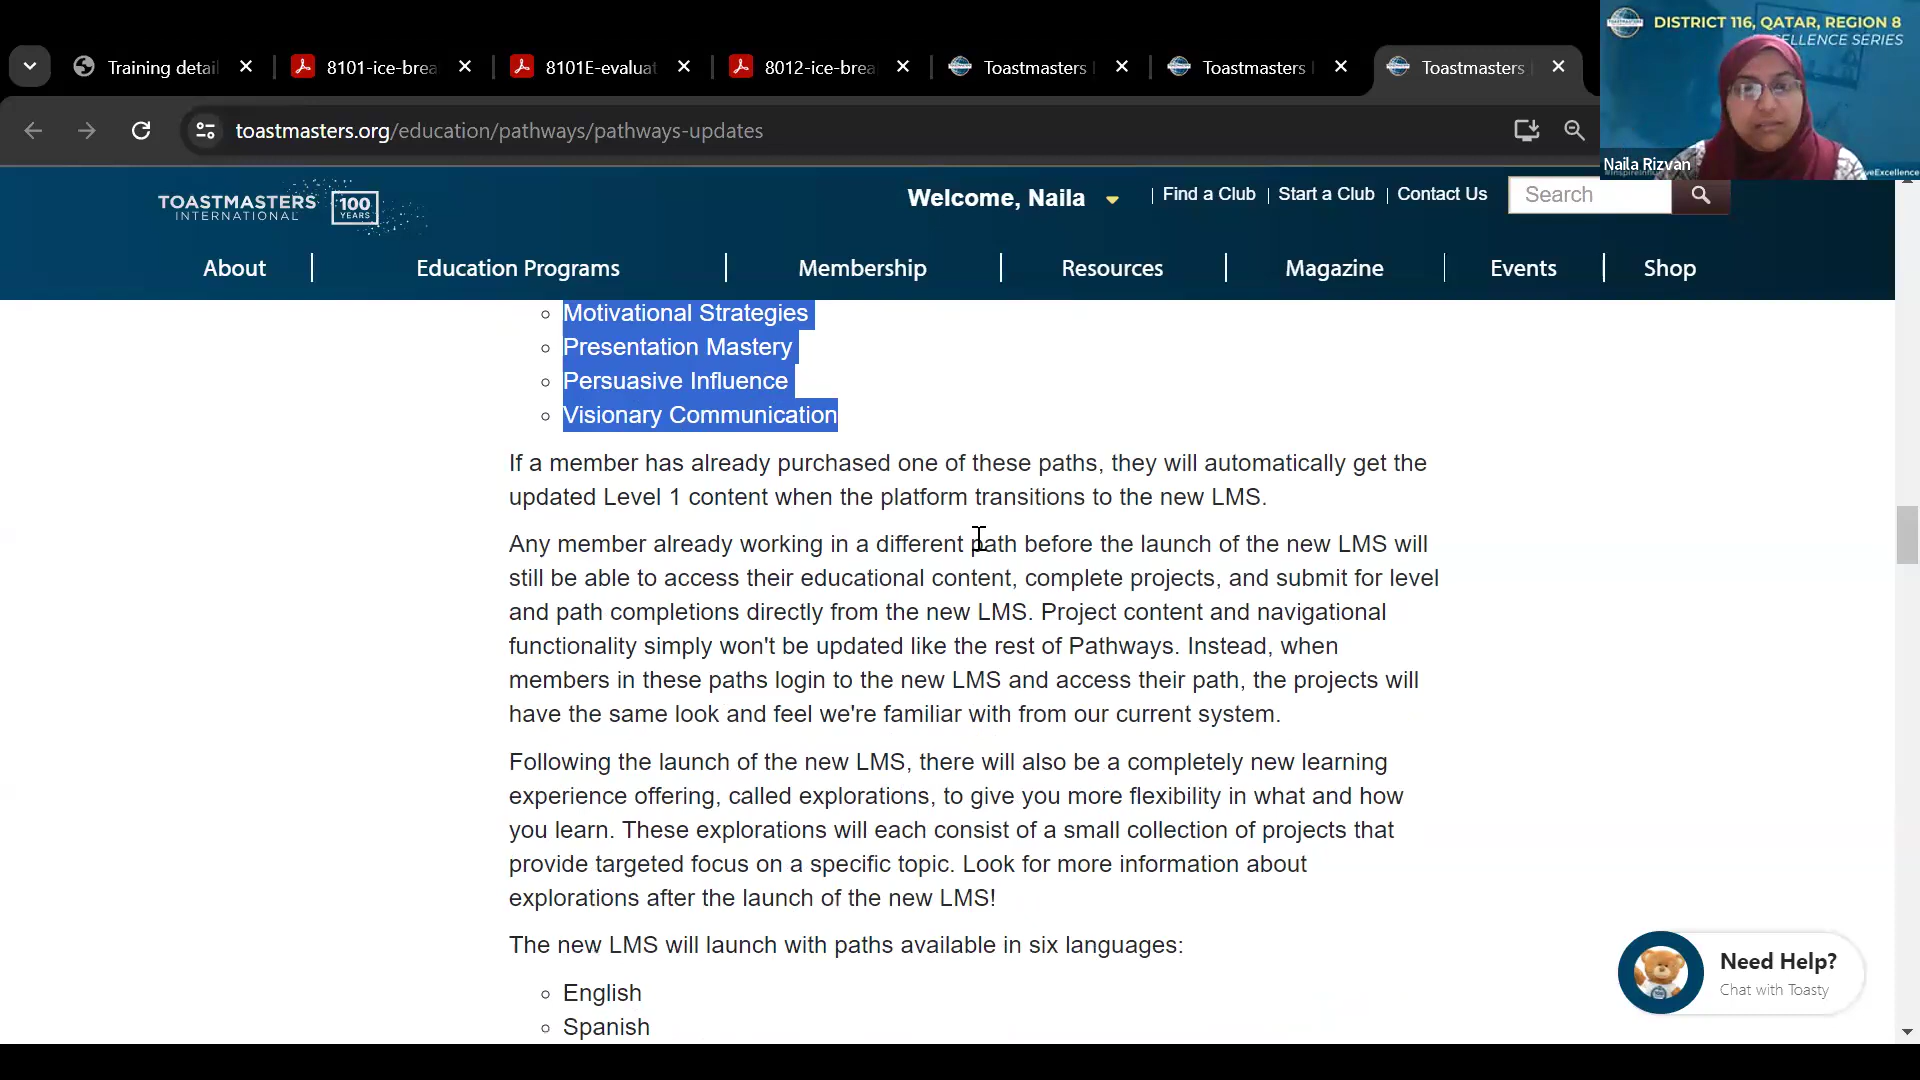 DISTRICT 116, QATAR, REGION 8
ELLENCE SERIES
Training detai
8101-ice-brea
8101E-evaluat
8012-ice-brea
Toastmasters
Toastmasters
Toastmasters
toastmasters.org/education/pathways/pathways-updates
Naila Rizvan
veExcellence
TOASTMASTERS
INTERNATIONAL
100
YEARS
Welcome, Naila
Find a Club
Start a Club
Contact Us
Search
About
Education Programs
Membership
Resources
Magazine
Events
Shop
Motivational Strategies
Presentation Mastery
Persuasive Influence
Visionary Communication
If a member has already purchased one of these paths, they will automatically get the
updated Level 1 content when the platform transitions to the new LMS.
Any member already working in a different path before the launch of the new LMS will
still be able to access their educational content, complete projects, and submit for level
and path completions directly from the new LMS. Project content and navigational
functionality simply won't be updated like the rest of Pathways. Instead, when
members in these paths login to the new LMS and access their path, the projects will
have the same look and feel we're familiar with from our current system.
Following the launch of the new LMS, there will also be a completely new learning
experience offering, called explorations, to give you more flexibility in what and how
you learn. These explorations will each consist of a small collection of projects that
provide targeted focus on a specific topic. Look for more information about
explorations after the launch of the new LMS!
The new LMS will launch with paths available in six languages:
English
Spanish
Need Help?
Chat with Toasty